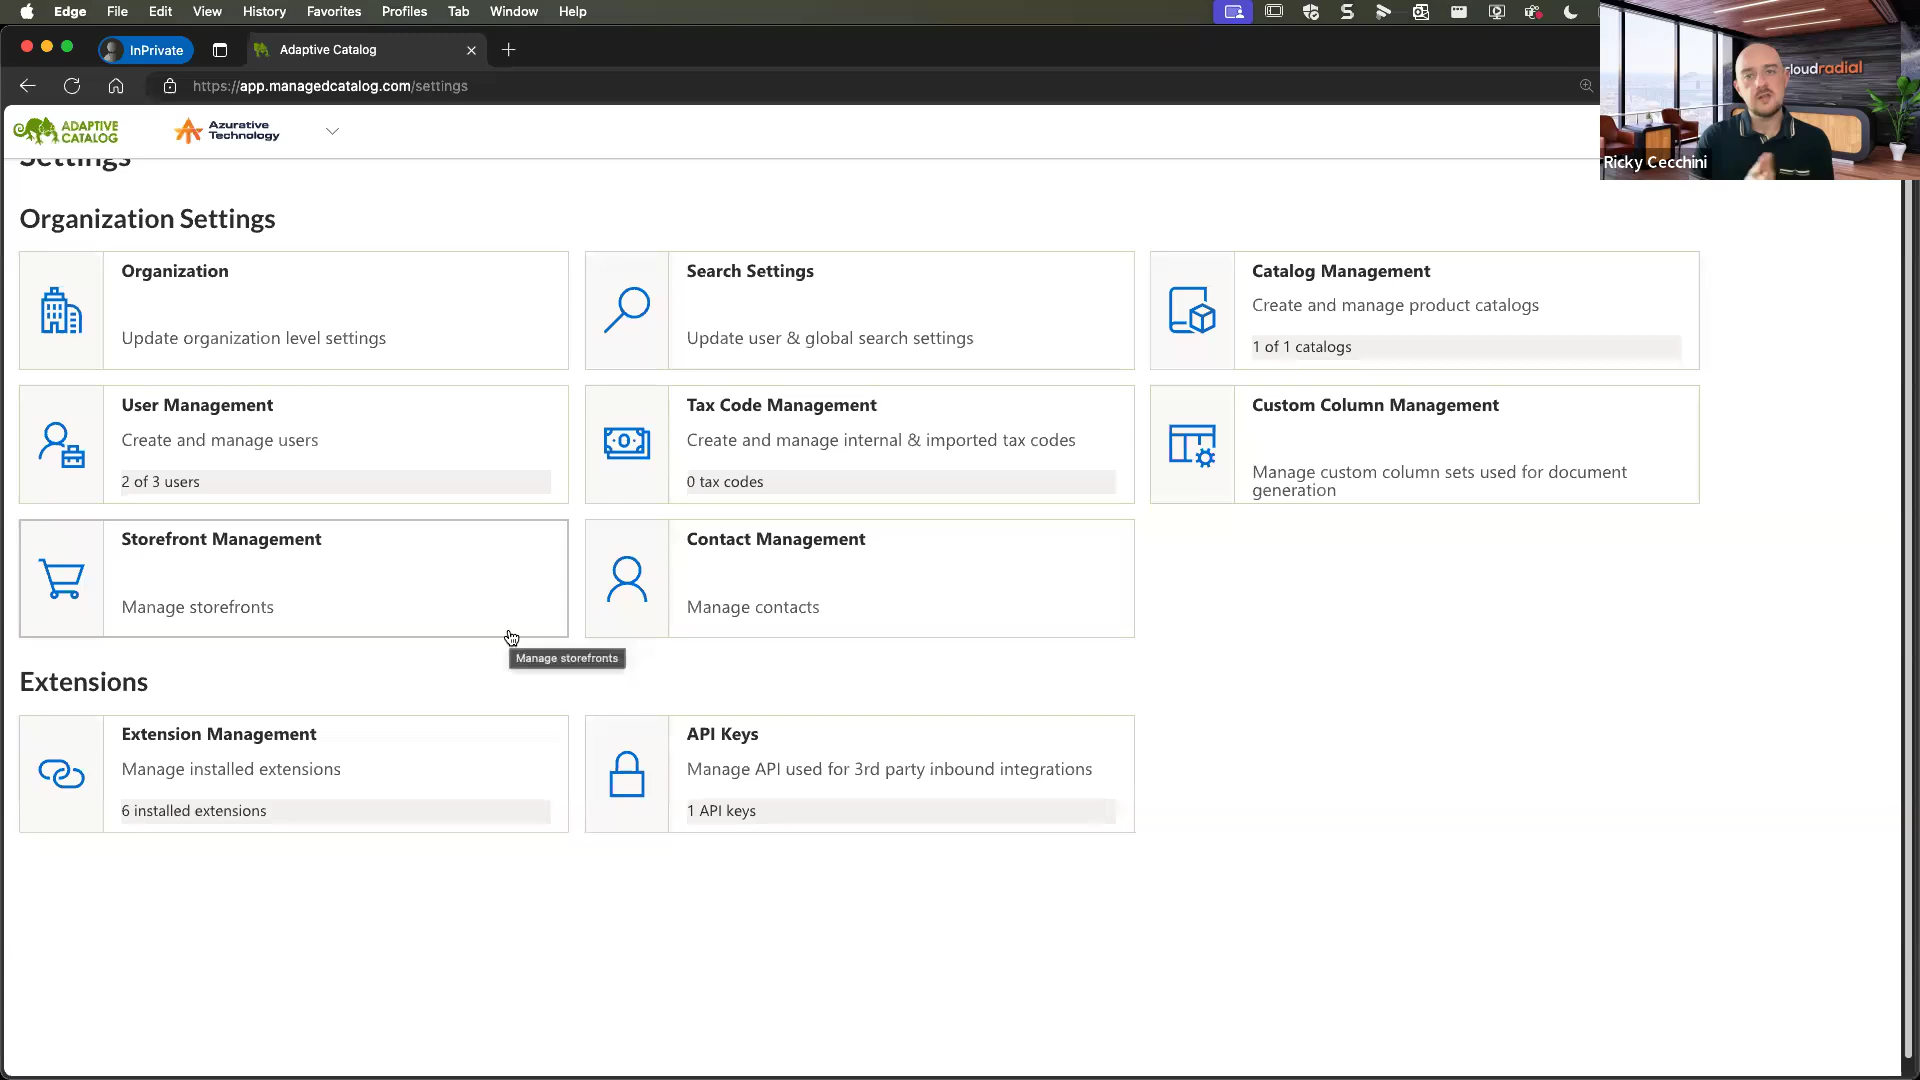 Edge File Edit View History Favorites Profiles Tab Window Help
InPrivate
Adaptive Catalog
https://app.managedcatalog.com/settings
cloudradial
Ricky Cecchini
ADAPTIVE
CATALOG
Azurative
Technology
Settings
Organization Settings
Organization
Update organization level settings
Search Settings
Update user & global search settings
Catalog Management
Create and manage product catalogs
1 of 1 catalogs
User Management
Create and manage users
2 of 3 users
Tax Code Management
Create and manage internal & imported tax codes
0 tax codes
Custom Column Management
Manage custom column sets used for document
generation
Storefront Management
Manage storefronts
Contact Management
Manage contacts
Manage storefronts
Extensions
Extension Management
Manage installed extensions
6 installed extensions
API Keys
Manage API used for 3rd party inbound integrations
1 API keys